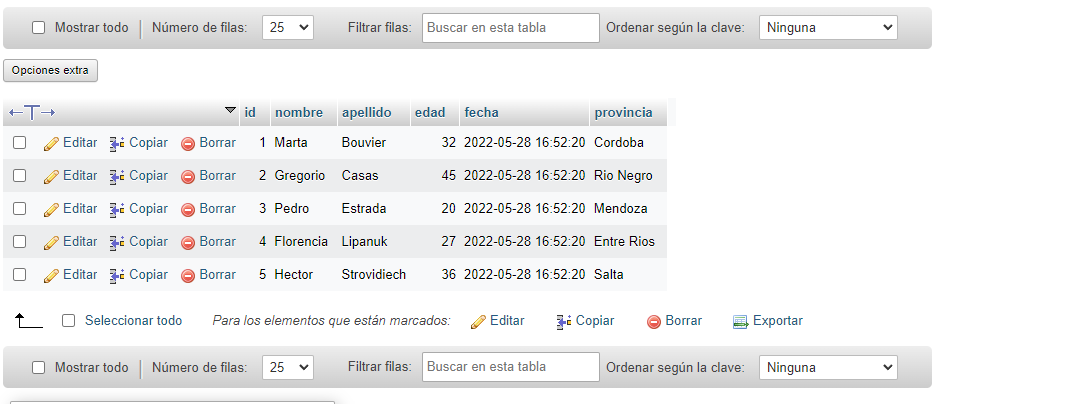 Mostrar todo Número de filas: 25 Filtrar filas: Buscar en esta tabla Ordenar según la clave: Ninguna
Opciones extra
id nombre apellido edad fecha provincia
Editar Copiar Borrar 1 Marta Bouvier 32 2022-05-28 16:52:20 Cordoba
Editar Copiar Borrar 2 Gregorio Casas 45 2022-05-28 16:52:20 Rio Negro
Editar Copiar Borrar 3 Pedro Estrada 20 2022-05-28 16:52:20 Mendoza
Editar Copiar Borrar 4 Florencia Lipanuk 27 2022-05-28 16:52:20 Entre Rios
Editar Copiar Borrar 5 Hector Strovidiech 36 2022-05-28 16:52:20 Salta
Seleccionar todo Para los elementos que están marcados: Editar Copiar Borrar Exportar
Mostrar todo Número de filas: 25 Filtrar filas: Buscar en esta tabla Ordenar según la clave: Ninguna